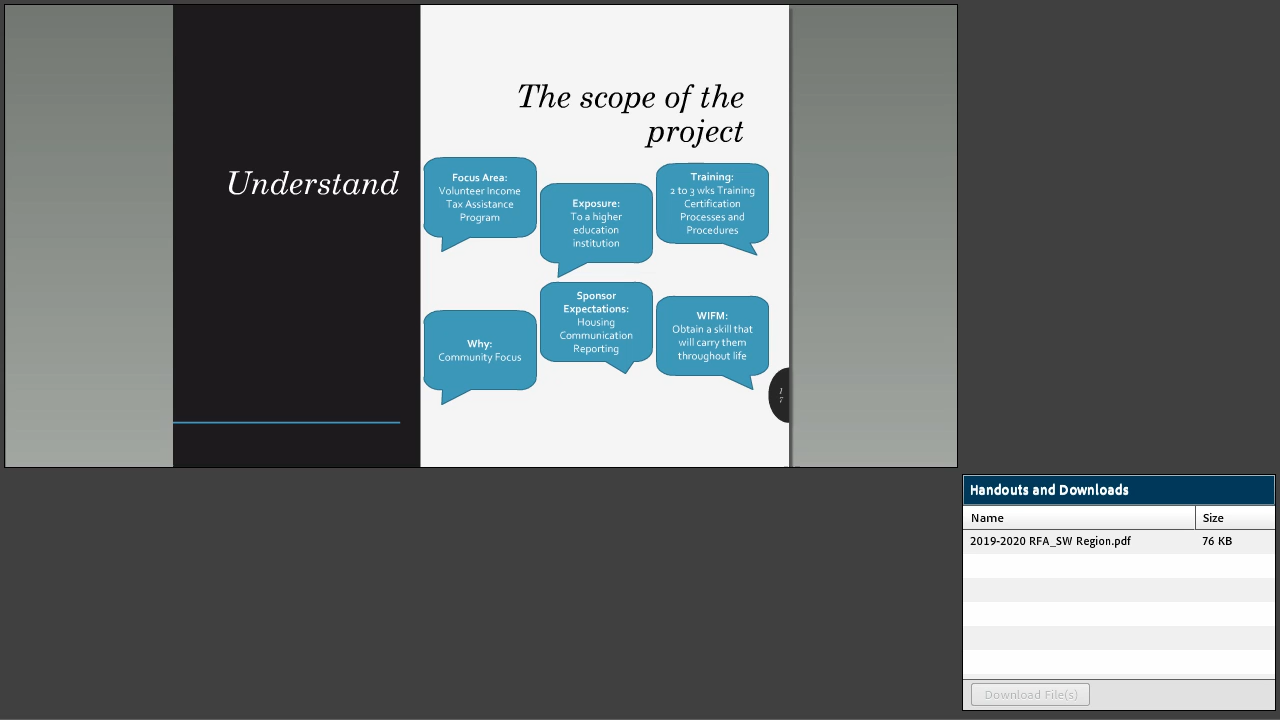 Understand
The scope of the
project
Focus Area:
Volunteer Income
Tax Assistance
Program
Exposure:
To a higher
education
institution
Training:
2 to 3 wks Training
Certification
Processes and
Procedures
Why:
Community Focus
Sponsor
Expectations:
Housing
Communication
Reporting
WIFM:
Obtain a skill that
will carry them
throughout life
1
7
Handouts and Downloads
Name Size
2019-2020 RFA_SW Region.pdf 76 KB
Download File(s)